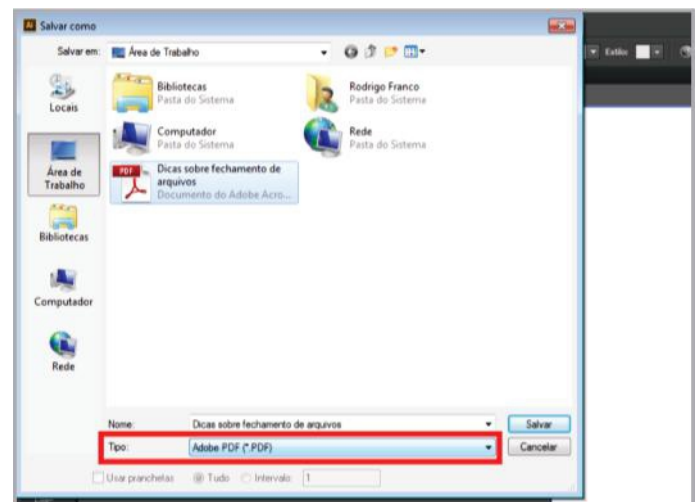 Ai Salvar como
Salvar em: Área de Trabalho
Estilo:
Locais
Área de
Trabalho
Bibliotecas
Computador
Rede
Bibliotecas
Pasta do Sistema
Rodrigo Franco
Pasta do Sistema
Computador
Pasta do Sistema
Rede
Pasta do Sistema
PDF
Dicas sobre fechamento de
arquivos
Documento do Adobe Acro...
Nome: Dicas sobre fechamento de arquivos
Salvar
Tipo: Adobe PDF (*.PDF)
Cancelar
Usar pranchetas Tudo Intervalo: 1